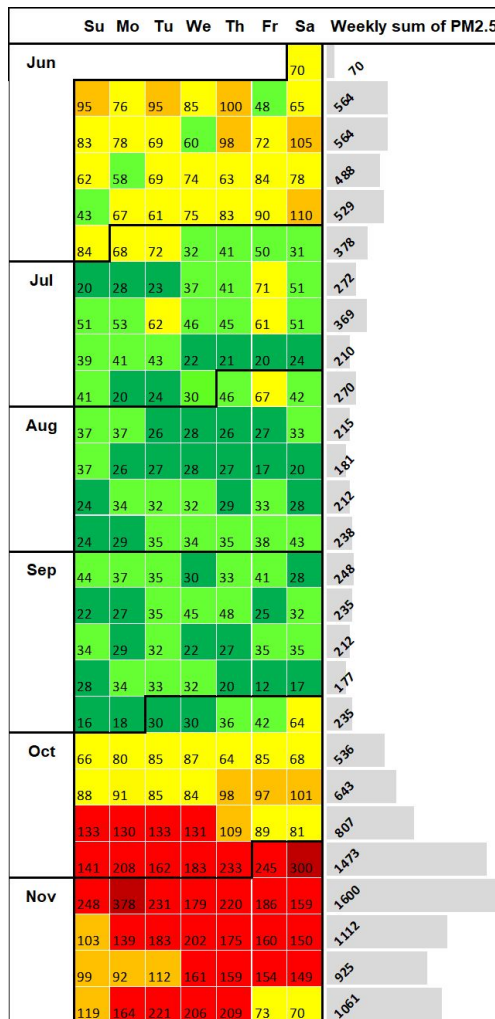 Su Mo Tu We Th Fr Sa Weekly sum of PM2.5
Jun 70 70
95 76 95 85 100 48 65 564
83 78 69 60 98 72 105 564
62 58 69 74 63 84 78 488
43 67 61 75 83 90 110 529
84 68 72 32 41 50 31 378
Jul 20 28 23 37 41 71 51 272
51 53 62 46 45 61 51 369
39 41 43 22 21 20 24 210
41 20 24 30 46 67 42 270
Aug 37 37 26 28 26 27 33 215
37 26 27 28 27 17 20 181
24 34 32 32 29 33 28 212
24 29 35 34 35 38 43 238
Sep 44 37 35 30 33 41 28 248
22 27 35 45 48 25 32 235
34 29 32 22 27 35 35 212
28 34 33 32 20 12 17 177
16 18 30 30 36 42 64 235
Oct 66 80 85 87 64 85 68 536
88 91 85 84 98 97 101 643
133 130 133 131 109 89 81 807
141 208 162 183 233 245 300 1473
Nov 248 378 231 179 220 186 159 1600
103 139 183 202 175 160 150 1112
99 92 112 161 159 154 149 925
119 164 221 206 209 73 70 1061